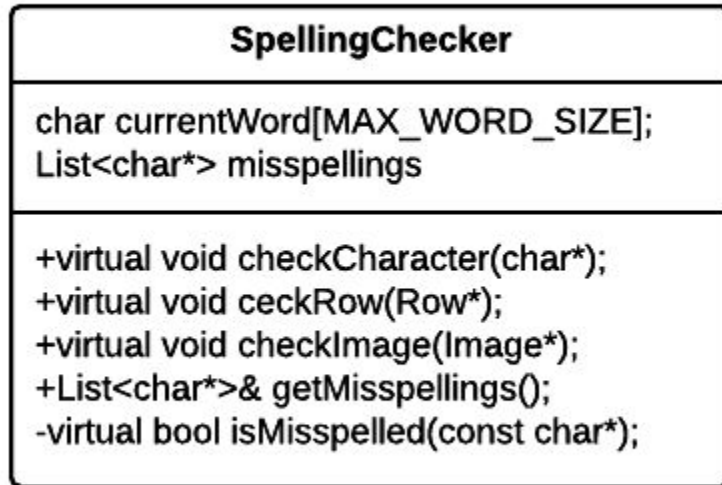 SpellingChecker
char currentWord[MAX_WORD_SIZE];
List<char*> misspellings
+virtual void checkCharacter(char*);
+virtual void ceckRow(Row*);
+virtual void checkImage(Image*);
+List<char*>& getMisspellings();
-virtual bool isMisspelled(const char*);